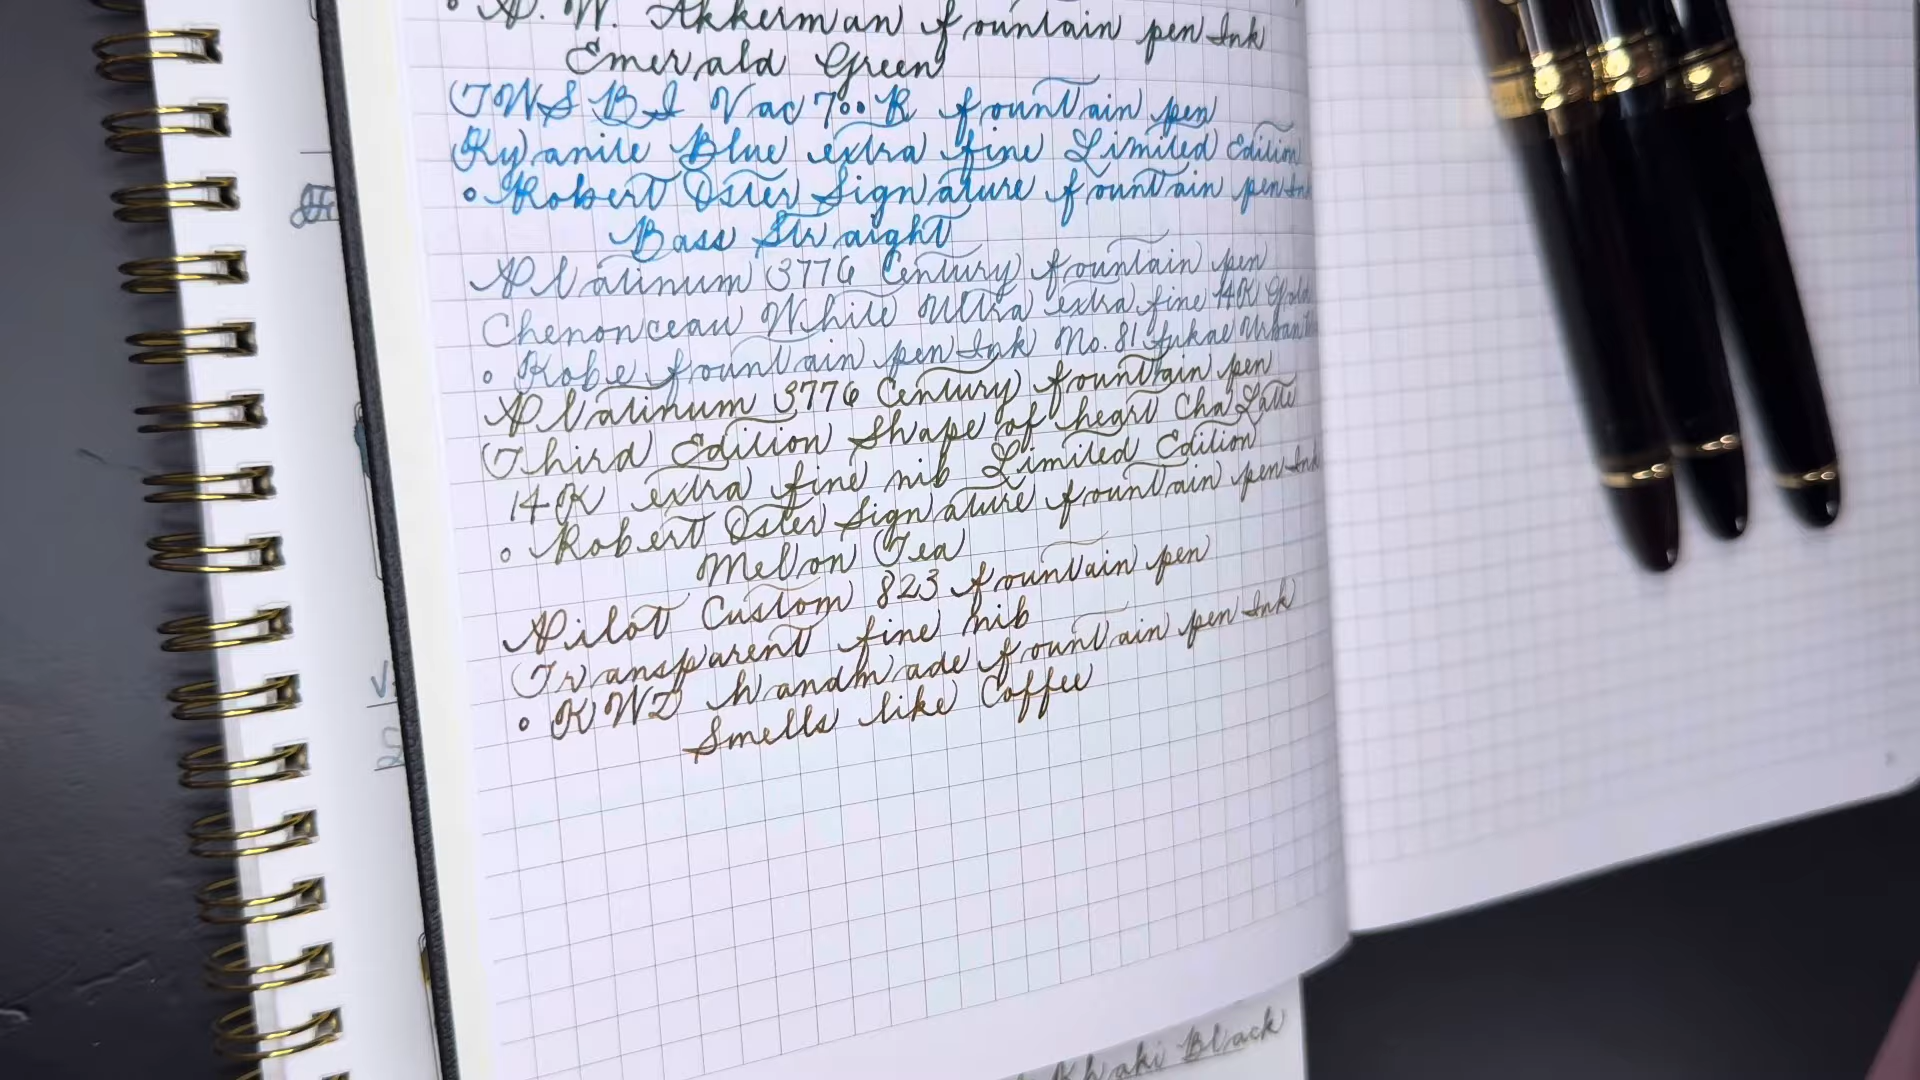 • P. W. Akkerman fountain pen Ink
Emerald Green
TWSBI Vac 700 R fountain pen
Kyanite Blue extra fine Limited Edition
• Robert Oster Signature fountain pen Ink
Bass Straight
Platinum 3776 Century fountain pen
Chenonceau White Ultra extra fine 14K Gold
• Kobe fountain pen Ink No. 81 Fukae Urban
Platinum 3776 Century fountain pen
Third Edition Shape of heart Cha Latte
14K extra fine nib Limited Edition
• Robert Oster Signature fountain pen Ink
Melon Tea
Pilot Custom 823 fountain pen
Transparent fine nib
• KWZ handmade fountain pen Ink
Smells like Coffee
Khaki Black